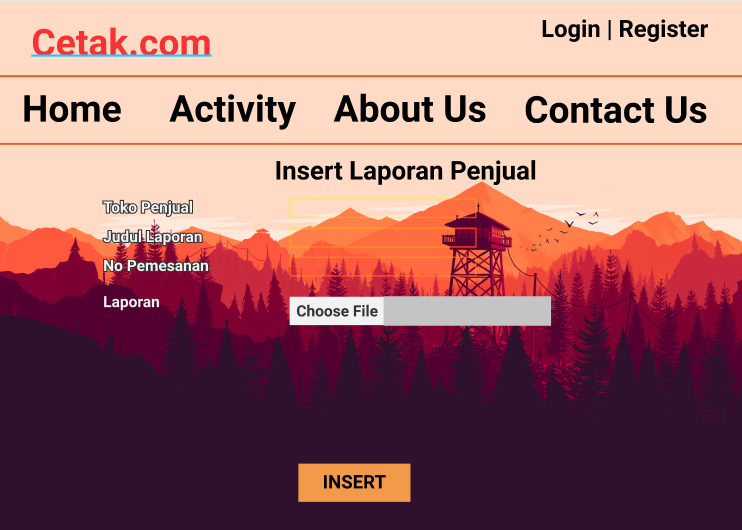 Cetak.com
Login | Register
Home Activity About Us Contact Us
Insert Laporan Penjual
Toko Penjual
Judul Laporan
No Pemesanan
Laporan Choose File
INSERT